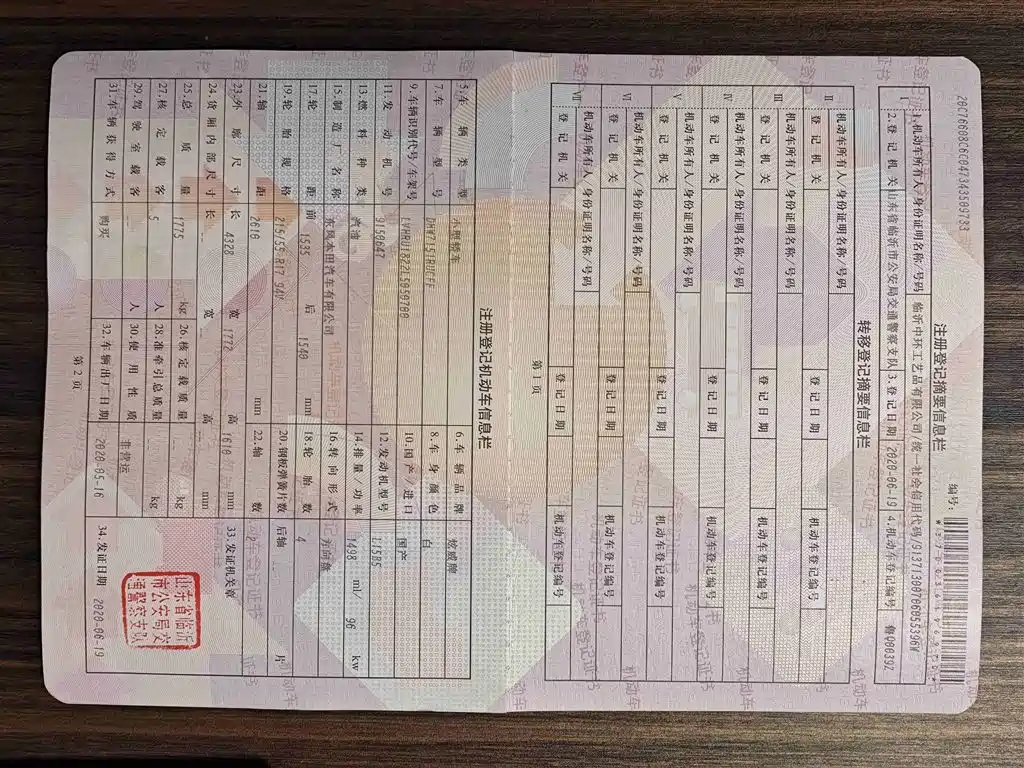 编号:
注册登记摘要信息栏
I 1.机动车所有人/身份证明名称/号码 临沂中环工艺品有限公司/统一社会信用代码/
2.登记机关 山东省临沂市公安局交通警察支队 3.登记日期 2020-06-19 4.机动车登记编号 鲁Q8039Z
转移登记摘要信息栏
II 机动车所有人/身份证明名称/号码
登记机关 登记日期 机动车登记编号
III 机动车所有人/身份证明名称/号码
登记机关 登记日期 机动车登记编号
IV 机动车所有人/身份证明名称/号码
登记机关 登记日期 机动车登记编号
V 机动车所有人/身份证明名称/号码
登记机关 登记日期 机动车登记编号
VI 机动车所有人/身份证明名称/号码
登记机关 登记日期 机动车登记编号
VII 机动车所有人/身份证明名称/号码
登记机关 登记日期 机动车登记编号
第1页
注册登记机动车信息栏
5.车辆类型 小型轿车 6.车辆品牌 炫威牌
7.车辆型号 8.车身颜色 白
9.车辆识别代号/车架号 10.国产/进口 国产
11.发动机号 9150647 12.发动机型号 L15B5
13.燃料种类 汽油 14.排量/功率 1498 ml/ 96 kw
15.制造厂名称 东风本田汽车有限公司 16.转向形式 方向盘
17.轮距 前 1535 后 1540 mm 18.轮胎数 4
19.轮胎规格 215/55 R17 94V 20.钢板弹簧片数 后轴 片
21.轴距 2610 mm 22.轴数 2
23.外廓尺寸 长 4328 宽 1772 高 1610 mm 33.发证机关章
24.货厢内部尺寸 长 宽 高 mm
25.总质量 1775 kg 26.核定载质量 kg
27.核定载客 5 人 28.准牵引总质量 kg
29.驾驶室载客 人 30.使用性质 非营运
31.车辆获得方式 购买 32.车辆出厂日期 2020-05-16
山东省临沂
市公安局交
通警察支队
34.发证日期 2020-06-19
第2页